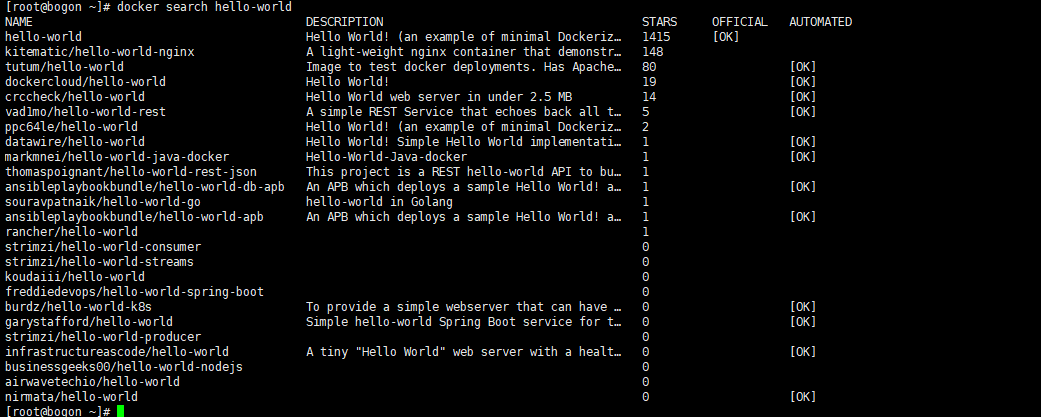 [root@bogon ~]# docker search hello-world
NAME DESCRIPTION STARS OFFICIAL AUTOMATED
hello-world Hello World! (an example of minimal Dockeriz… 1415 [OK]
kitematic/hello-world-nginx A light-weight nginx container that demonstr… 148
tutum/hello-world Image to test docker deployments. Has Apache… 80 [OK]
dockercloud/hello-world Hello World! 19 [OK]
crccheck/hello-world Hello World web server in under 2.5 MB 14 [OK]
vad1mo/hello-world-rest A simple REST Service that echoes back all t… 5 [OK]
ppc64le/hello-world Hello World! (an example of minimal Dockeriz… 2
datawire/hello-world Hello World! Simple Hello World implementati… 1 [OK]
markmnei/hello-world-java-docker Hello-World-Java-docker 1 [OK]
thomaspoignant/hello-world-rest-json This project is a REST hello-world API to bu… 1
ansibleplaybookbundle/hello-world-db-apb An APB which deploys a sample Hello World! a… 1 [OK]
souravpatnaik/hello-world-go hello-world in Golang 1
ansibleplaybookbundle/hello-world-apb An APB which deploys a sample Hello World! a… 1 [OK]
rancher/hello-world 1
strimzi/hello-world-consumer 0
strimzi/hello-world-streams 0
koudaiii/hello-world 0
freddiedevops/hello-world-spring-boot 0
burdz/hello-world-k8s To provide a simple webserver that can have … 0 [OK]
garystafford/hello-world Simple hello-world Spring Boot service for t… 0 [OK]
strimzi/hello-world-producer 0
infrastructureascode/hello-world A tiny "Hello World" web server with a healt… 0 [OK]
businessgeeks00/hello-world-nodejs 0
airwavetechio/hello-world 0
nirmata/hello-world 0 [OK]
[root@bogon ~]#